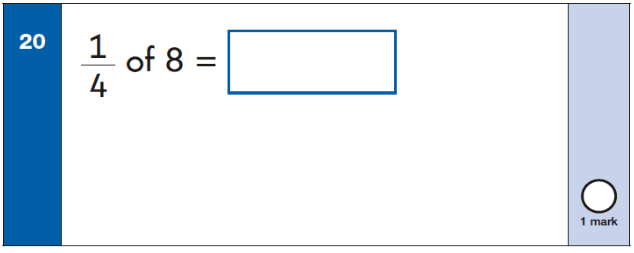 20
1/4 of 8 =
1 mark